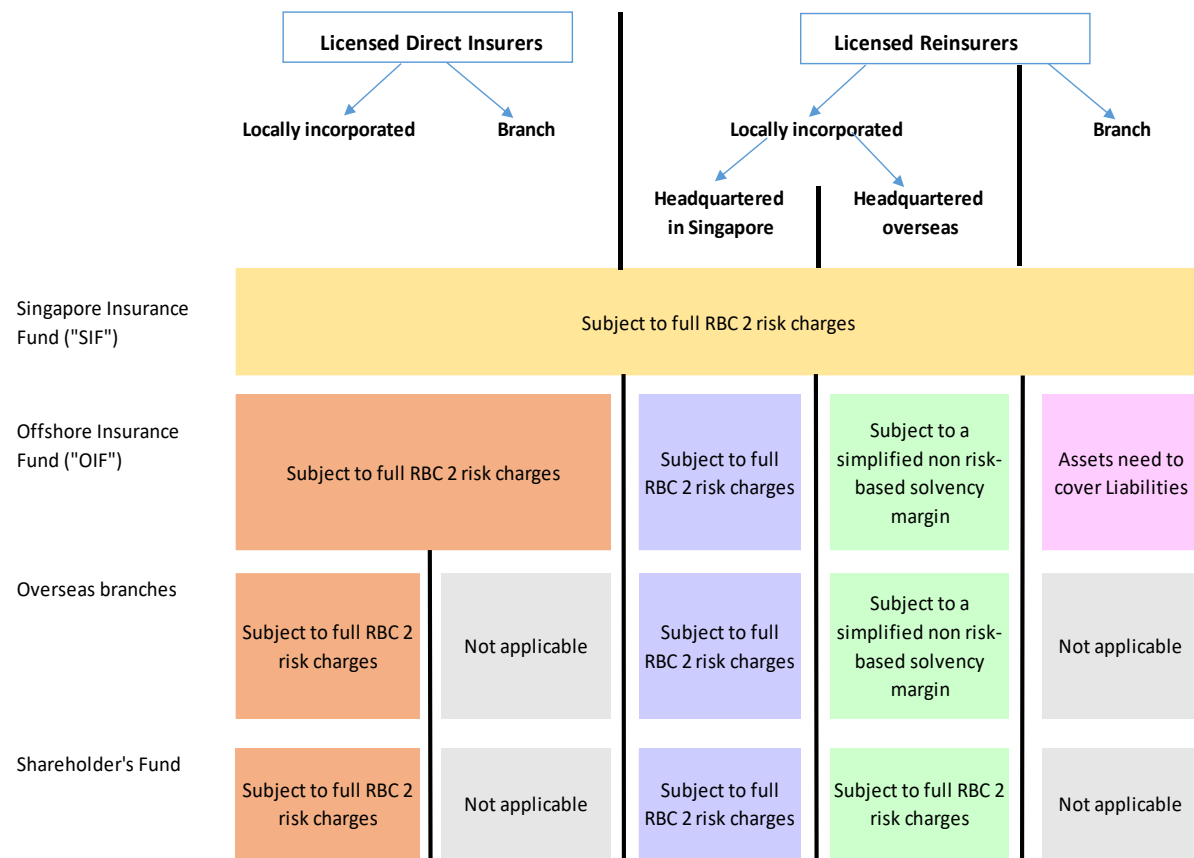 Licensed Direct Insurers
Licensed Reinsurers
Locally incorporated
Branch
Locally incorporated
Branch
Headquartered
in Singapore
Headquartered
overseas
Singapore Insurance
Fund ("SIF")
Subject to full RBC 2 risk charges
Offshore Insurance
Fund ("OIF")
Subject to full RBC 2 risk charges
Subject to full
RBC 2 risk charges
Subject to a
simplified non risk-
based solvency
margin
Assets need to
cover Liabilities
Overseas branches
Subject to full RBC 2
risk charges
Not applicable
Subject to full
RBC 2 risk charges
Subject to a
simplified non risk-
based solvency
margin
Not applicable
Shareholder's Fund
Subject to full RBC 2
risk charges
Not applicable
Subject to full
RBC 2 risk charges
Subject to full RBC 2
risk charges
Not applicable